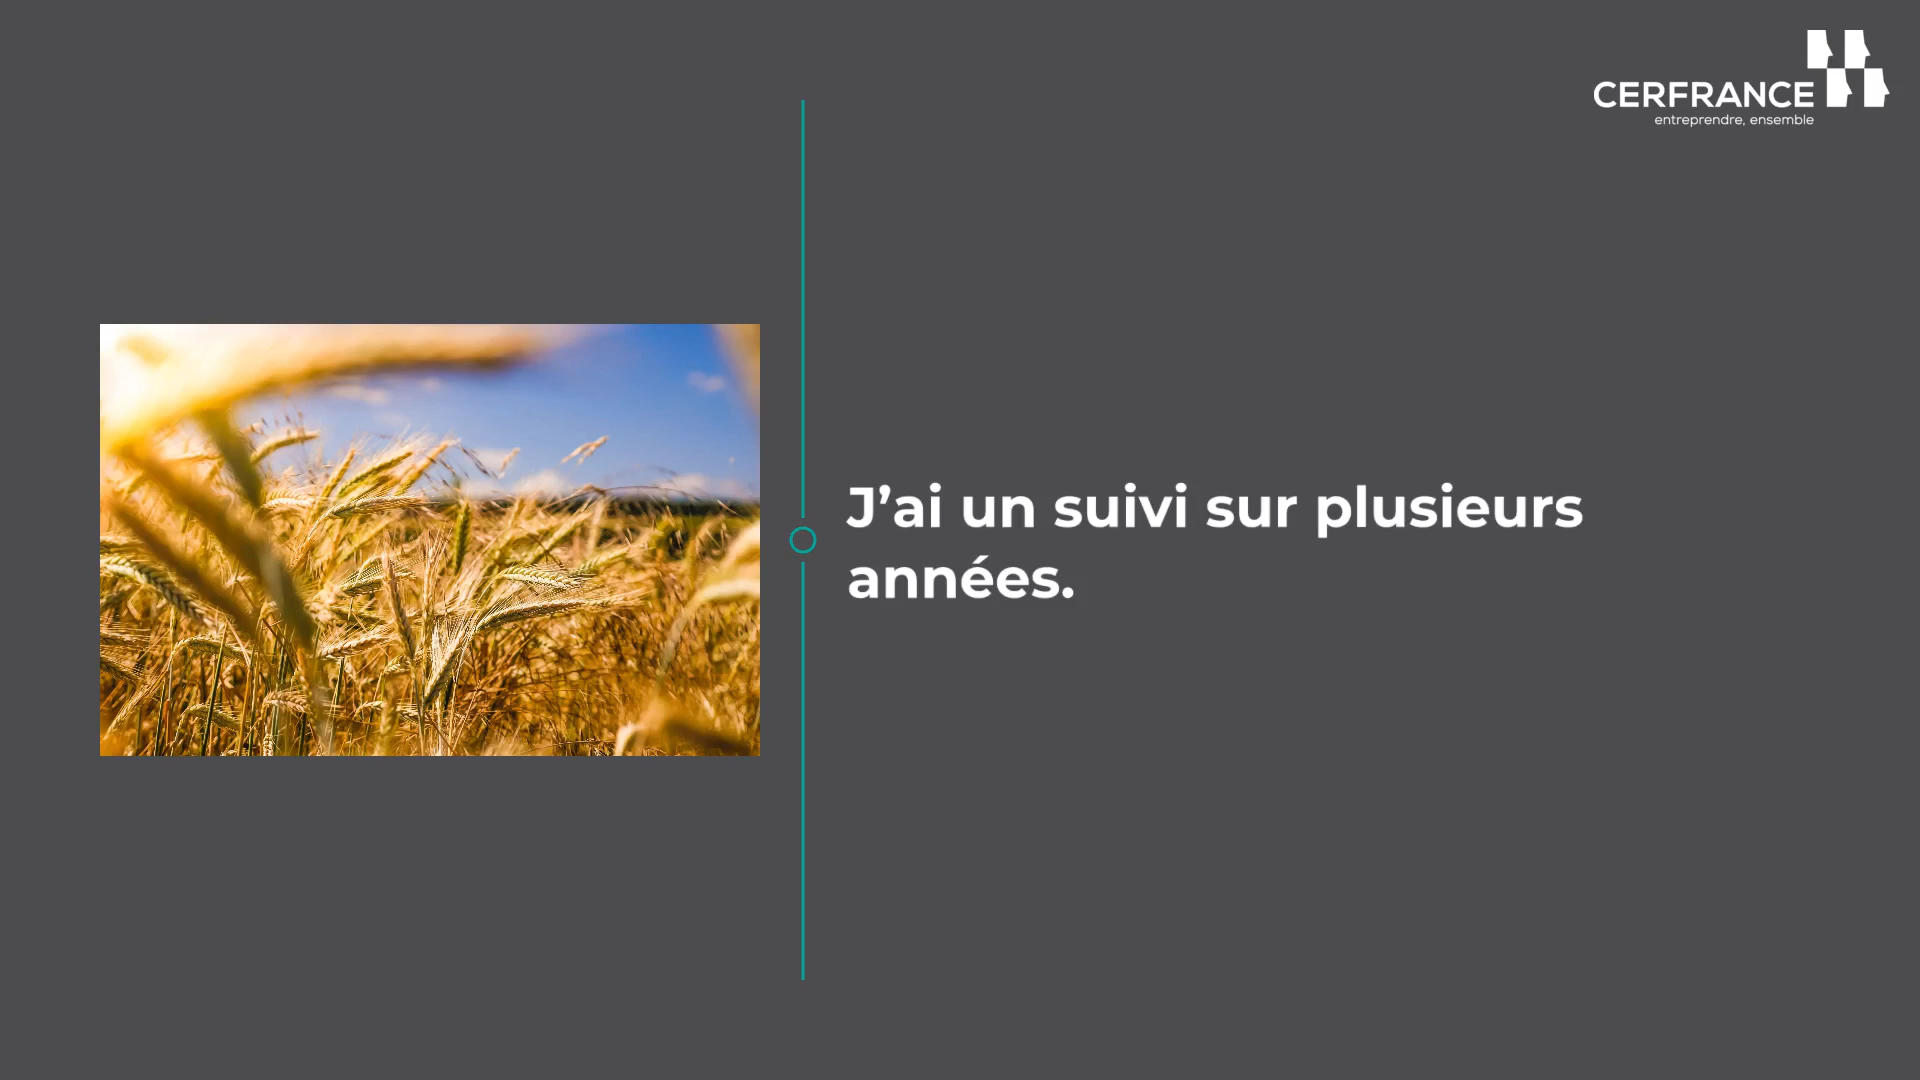 CERFRANCE
entreprendre, ensemble
J’ai un suivi sur plusieurs
années.